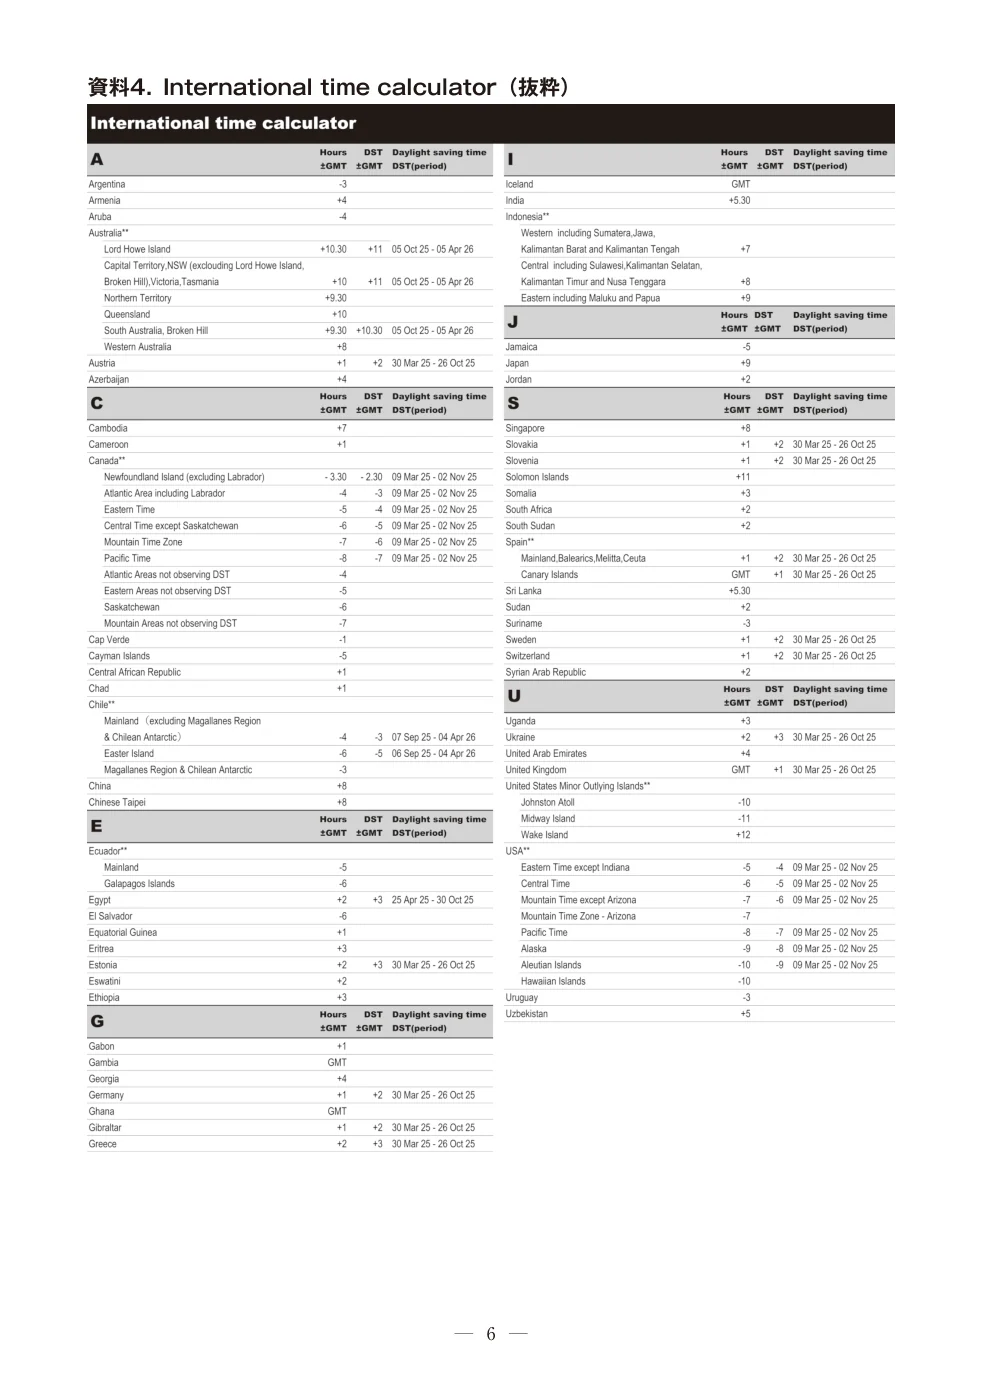 資料4. International time calculator（抜粋）
International time calculator
A Hours ±GMT DST ±GMT Daylight saving time DST(period)
Argentina -3
Armenia +4
Aruba -4
Australia**
Lord Howe Island +10.30 +11 05 Oct 25 - 05 Apr 26
Capital Territory,NSW (exclouding Lord Howe Island,
Broken Hill),Victoria,Tasmania +10 +11 05 Oct 25 - 05 Apr 26
Northern Territory +9.30
Queensland +10
South Australia, Broken Hill +9.30 +10.30 05 Oct 25 - 05 Apr 26
Western Australia +8
Austria +1 +2 30 Mar 25 - 26 Oct 25
Azerbaijan +4
C Hours ±GMT DST ±GMT Daylight saving time DST(period)
Cambodia +7
Cameroon +1
Canada**
Newfoundland Island (excluding Labrador) - 3.30 - 2.30 09 Mar 25 - 02 Nov 25
Atlantic Area including Labrador -4 -3 09 Mar 25 - 02 Nov 25
Eastern Time -5 -4 09 Mar 25 - 02 Nov 25
Central Time except Saskatchewan -6 -5 09 Mar 25 - 02 Nov 25
Mountain Time Zone -7 -6 09 Mar 25 - 02 Nov 25
Pacific Time -8 -7 09 Mar 25 - 02 Nov 25
Atlantic Areas not observing DST -4
Eastern Areas not observing DST -5
Saskatchewan -6
Mountain Areas not observing DST -7
Cap Verde -1
Cayman Islands -5
Central African Republic +1
Chad +1
Chile**
Mainland（excluding Magallanes Region
& Chilean Antarctic） -4 -3 07 Sep 25 - 04 Apr 26
Easter Island -6 -5 06 Sep 25 - 04 Apr 26
Magallanes Region & Chilean Antarctic -3
China +8
Chinese Taipei +8
E Hours ±GMT DST ±GMT Daylight saving time DST(period)
Ecuador**
Mainland -5
Galapagos Islands -6
Egypt +2 +3 25 Apr 25 - 30 Oct 25
El Salvador -6
Equatorial Guinea +1
Eritrea +3
Estonia +2 +3 30 Mar 25 - 26 Oct 25
Eswatini +2
Ethiopia +3
G Hours ±GMT DST ±GMT Daylight saving time DST(period)
Gabon +1
Gambia GMT
Georgia +4
Germany +1 +2 30 Mar 25 - 26 Oct 25
Ghana GMT
Gibraltar +1 +2 30 Mar 25 - 26 Oct 25
Greece +2 +3 30 Mar 25 - 26 Oct 25
I Hours ±GMT DST ±GMT Daylight saving time DST(period)
Iceland GMT
India +5.30
Indonesia**
Western including Sumatera,Jawa,
Kalimantan Barat and Kalimantan Tengah +7
Central including Sulawesi,Kalimantan Selatan,
Kalimantan Timur and Nusa Tenggara +8
Eastern including Maluku and Papua +9
J Hours ±GMT DST ±GMT Daylight saving time DST(period)
Jamaica -5
Japan +9
Jordan +2
S Hours ±GMT DST ±GMT Daylight saving time DST(period)
Singapore +8
Slovakia +1 +2 30 Mar 25 - 26 Oct 25
Slovenia +1 +2 30 Mar 25 - 26 Oct 25
Solomon Islands +11
Somalia +3
South Africa +2
South Sudan +2
Spain**
Mainland,Balearics,Melitta,Ceuta +1 +2 30 Mar 25 - 26 Oct 25
Canary Islands GMT +1 30 Mar 25 - 26 Oct 25
Sri Lanka +5.30
Sudan +2
Suriname -3
Sweden +1 +2 30 Mar 25 - 26 Oct 25
Switzerland +1 +2 30 Mar 25 - 26 Oct 25
Syrian Arab Republic +2
U Hours ±GMT DST ±GMT Daylight saving time DST(period)
Uganda +3
Ukraine +2 +3 30 Mar 25 - 26 Oct 25
United Arab Emirates +4
United Kingdom GMT +1 30 Mar 25 - 26 Oct 25
United States Minor Outlying Islands**
Johnston Atoll -10
Midway Island -11
Wake Island +12
USA**
Eastern Time except Indiana -5 -4 09 Mar 25 - 02 Nov 25
Central Time -6 -5 09 Mar 25 - 02 Nov 25
Mountain Time except Arizona -7 -6 09 Mar 25 - 02 Nov 25
Mountain Time Zone - Arizona -7
Pacific Time -8 -7 09 Mar 25 - 02 Nov 25
Alaska -9 -8 09 Mar 25 - 02 Nov 25
Aleutian Islands -10 -9 09 Mar 25 - 02 Nov 25
Hawaiian Islands -10
Uruguay -3
Uzbekistan +5
— 6 —